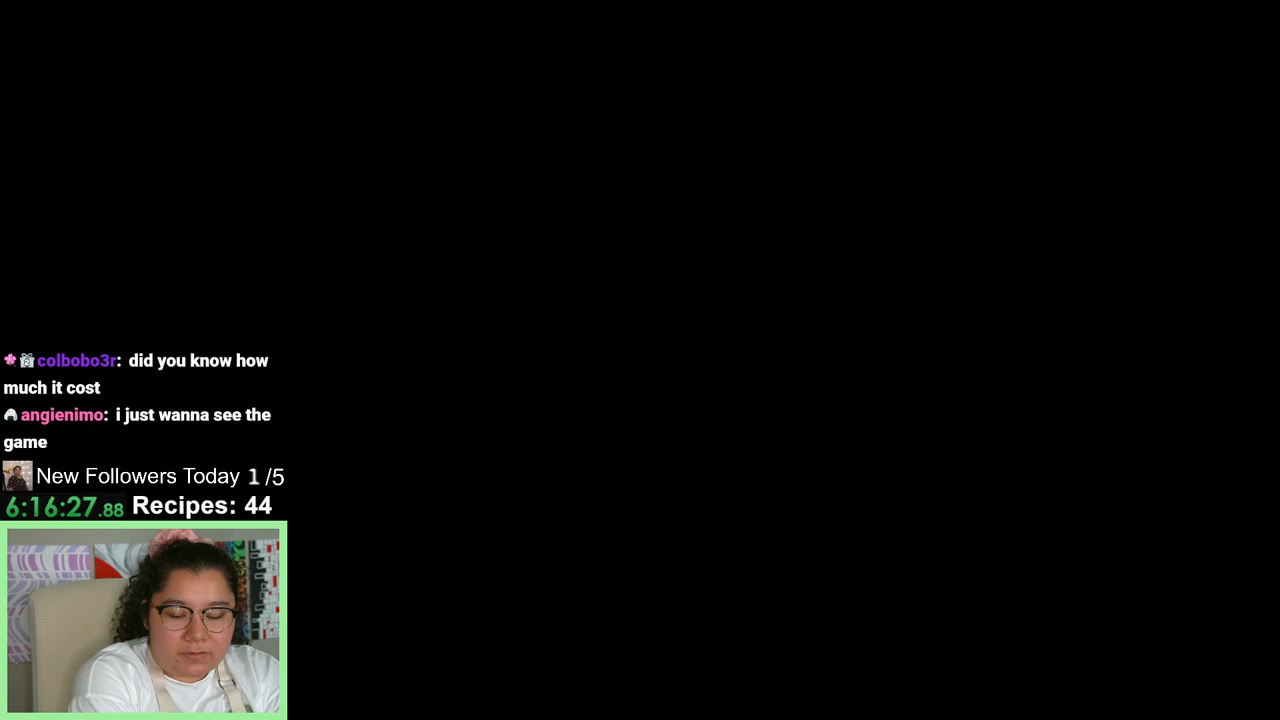 colbobo3r: did you know how
much it cost
angienimo: i just wanna see the
game
New Followers Today 1 /5
6:16:27.88 Recipes: 44